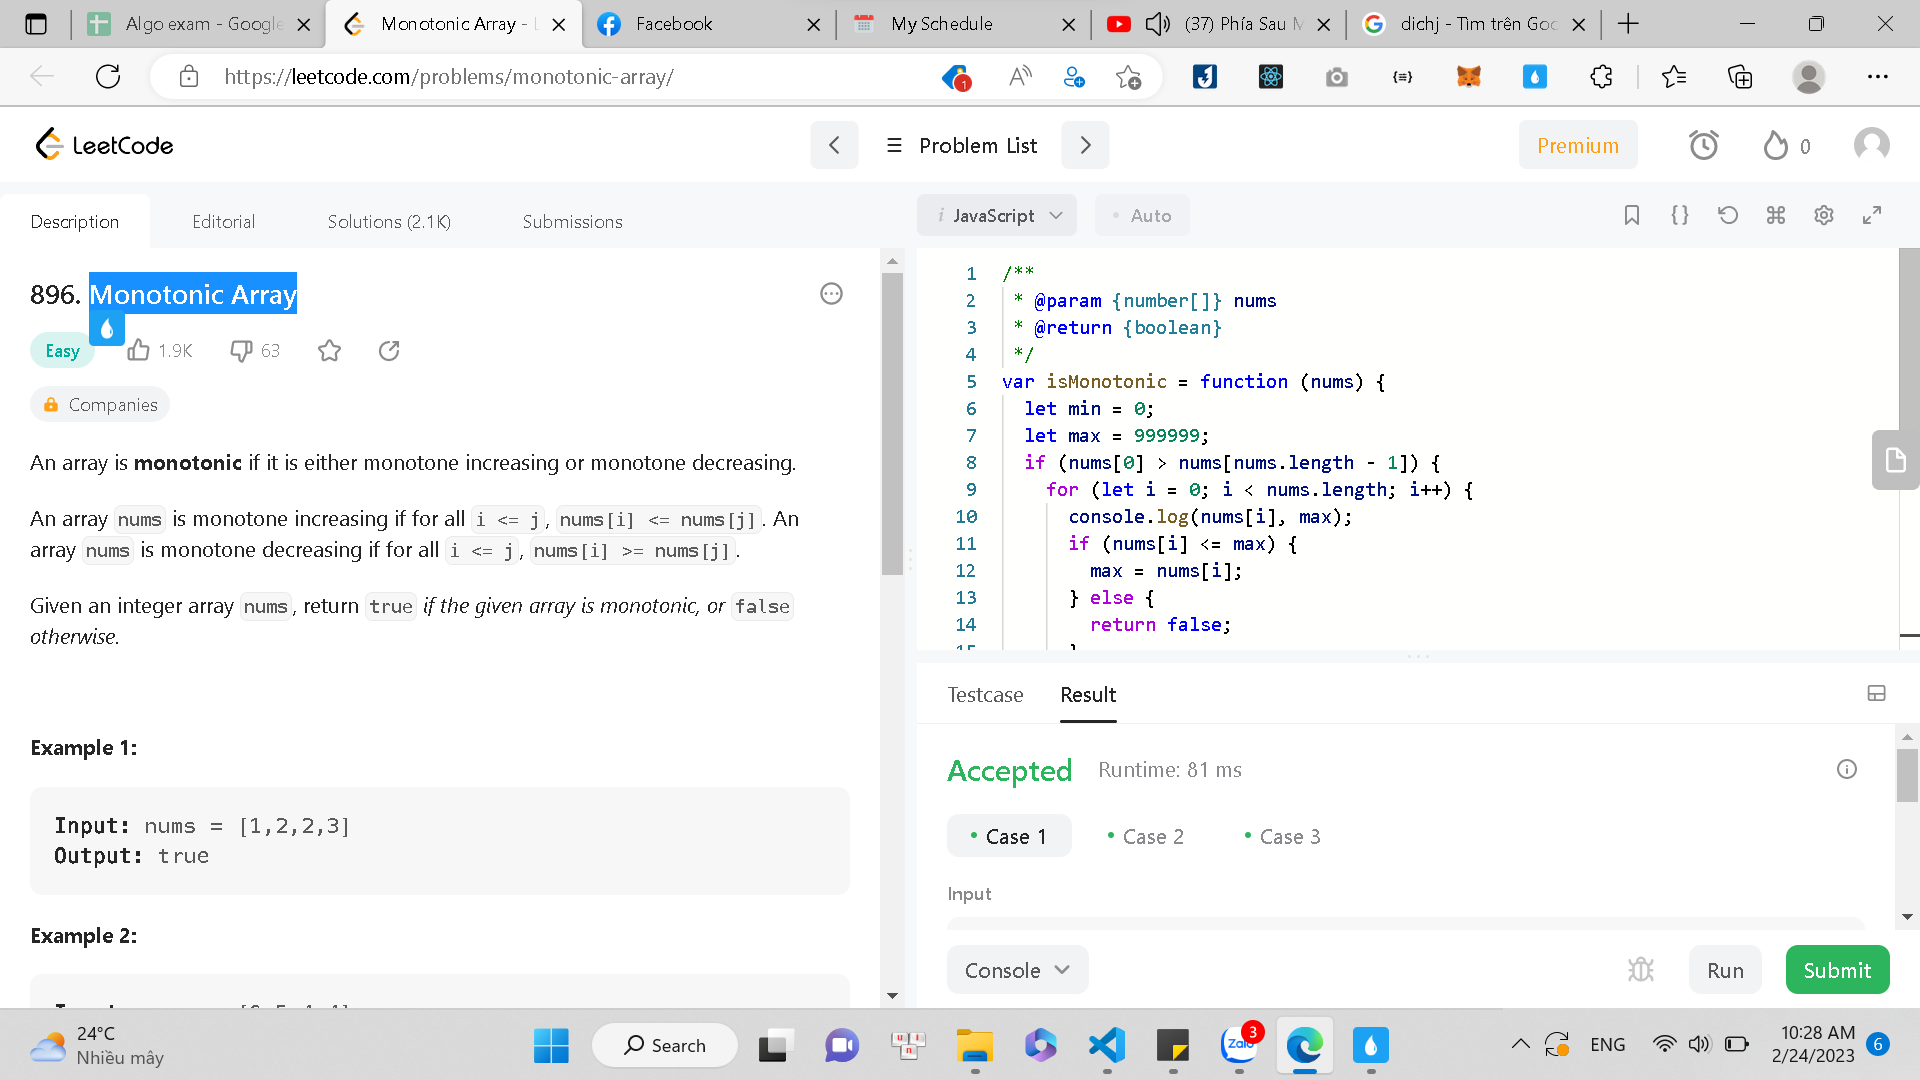 Algo exam - Google
Monotonic Array - L
Facebook
My Schedule
(37) Phía Sau M
dichj - Tìm trên Goo
https://leetcode.com/problems/monotonic-array/
1
LeetCode
Problem List
Premium
0
Description
Editorial
Solutions (2.1K)
Submissions
i JavaScript
Auto
896. Monotonic Array
Easy
1.9K
63
Companies
An array is monotonic if it is either monotone increasing or monotone decreasing.
An array nums is monotone increasing if for all i <= j, nums[i] <= nums[j]. An
array nums is monotone decreasing if for all i <= j, nums[i] >= nums[j].
Given an integer array nums, return true if the given array is monotonic, or false
otherwise.
Example 1:
Input: nums = [1,2,2,3]
Output: true
Example 2:
1 /**
2 * @param {number[]} nums
3 * @return {boolean}
4 */
5 var isMonotonic = function (nums) {
6 let min = 0;
7 let max = 999999;
8 if (nums[0] > nums[nums.length - 1]) {
9 for (let i = 0; i < nums.length; i++) {
10 console.log(nums[i], max);
11 if (nums[i] <= max) {
12 max = nums[i];
13 } else {
14 return false;
Testcase
Result
Accepted
Runtime: 81 ms
Case 1
Case 2
Case 3
Input
Console
Run
Submit
24°C
Nhiều mây
Search
Zalo
3
ENG
10:28 AM
2/24/2023
6